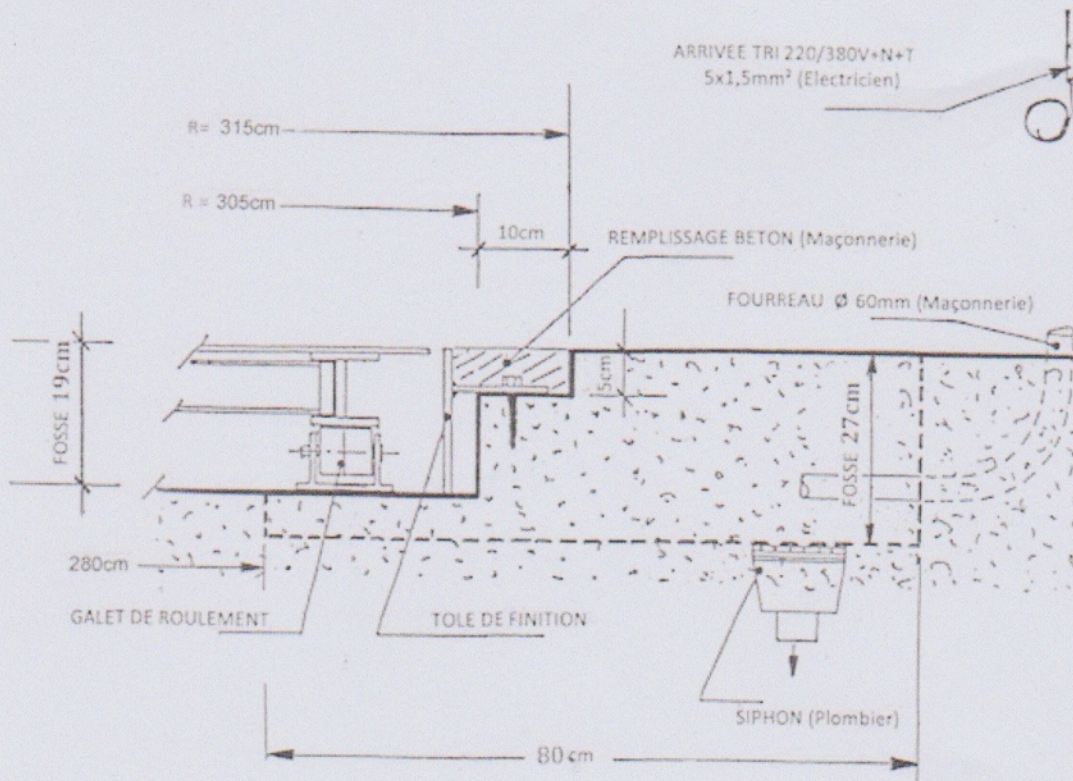 ARRIVEE TRI 220/380V+N+T
5x1,5mm² (Electricien)
R= 315cm
R = 305cm
10cm
REMPLISSAGE BETON (Maçonnerie)
FOURREAU Ø 60mm (Maçonnerie)
FOSSE 19cm
5cm
FOSSE 27cm
280cm
GALET DE ROULEMENT
TOLE DE FINITION
SIPHON (Plombier)
80cm